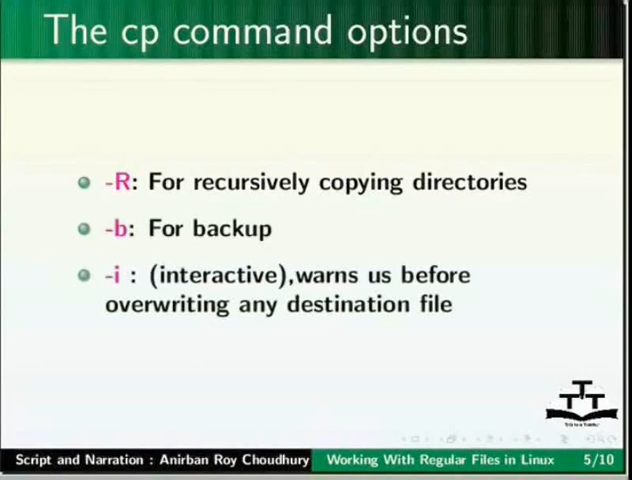 The cp command options
-R: For recursively copying directories
-b: For backup
-i : (interactive),warns us before
overwriting any destination file
TTT
Script and Narration : Anirban Roy Choudhury
Working With Regular Files in Linux
5/10